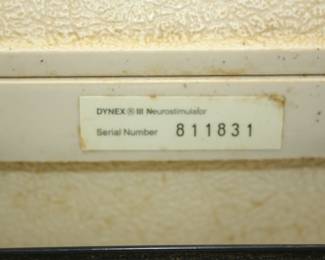 DYNEX ® III Neurostimulator
Serial Number 811831